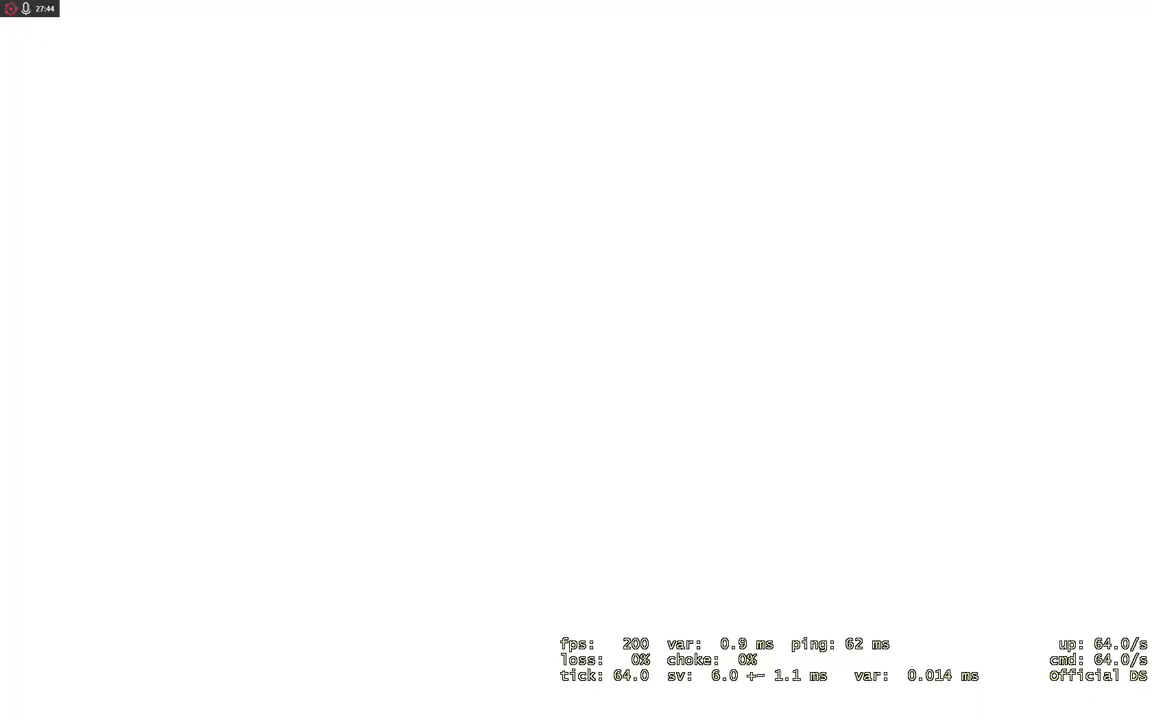 27:44
fps: 200 var: 0.9 ms ping: 62 ms up: 64.0/s
loss: 0% choke: 0% cmd: 64.0/s
tick: 64.0 sv: 6.0 +- 1.1 ms var: 0.014 ms Official DS